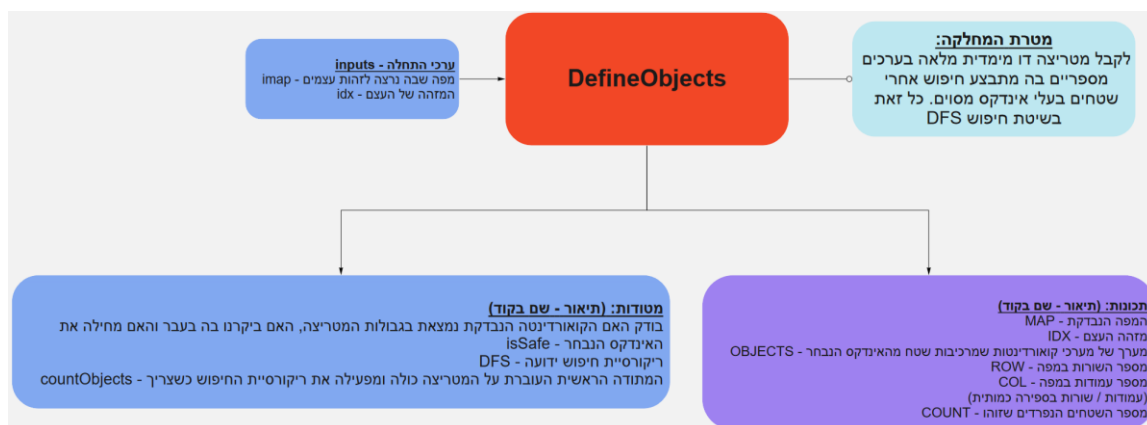 DefineObjects
מטרת המחלקה:
לקבל מטריצה דו מימדית מלאה בערכים
מספריים בה מתבצע חיפוש אחרי
שטחים בעלי אינדקס מסוים. כל זאת
בשיטת חיפוש DFS
ערכי התחלה - inputs
מפה שבה נרצה לזהות עצמים - imap
המזהה של העצם - idx
תכונות: (תיאור - שם בקוד)
המפה הנבדקת - MAP
מזהה העצם - IDX
מערך של מערכי קואורדינטות שמרכיבות שטח מהאינדקס הנבחר - OBJECTS
מספר השורות במפה - ROW
מספר עמודות במפה - COL
(עמודות / שורות בספירה כמותית)
מספר השטחים הנפרדים שזוהו - COUNT
מטודות: (תיאור - שם בקוד)
בודק האם הקואורדינטה הנבדקת נמצאת בגבולות המטריצה, האם ביקרנו בה בעבר והאם מחילה את
האינדקס הנבחר - isSafe
ריקורסיית חיפוש ידועה - DFS
המתודה הראשית העוברת על המטריצה כולה ומפעילה את ריקורסיית החיפוש כשצריך - countObjects